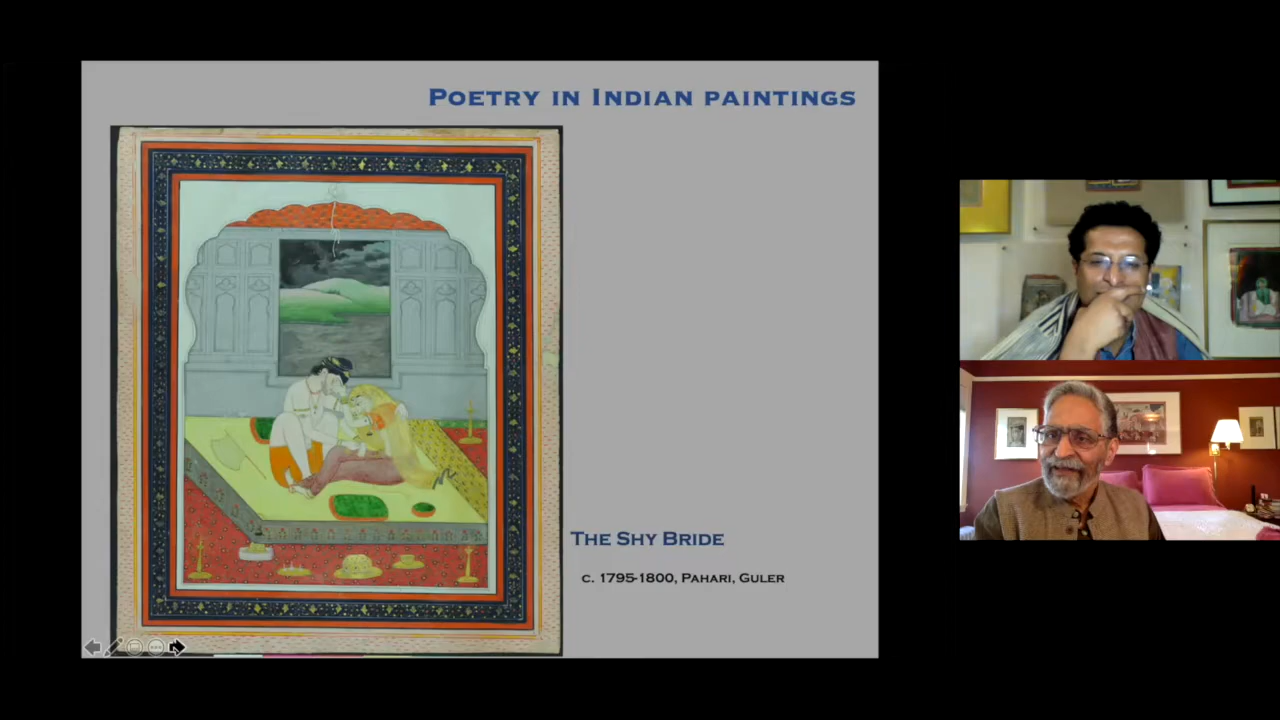 Poetry in Indian paintings
The Shy Bride
c. 1795-1800, Pahari, Guler